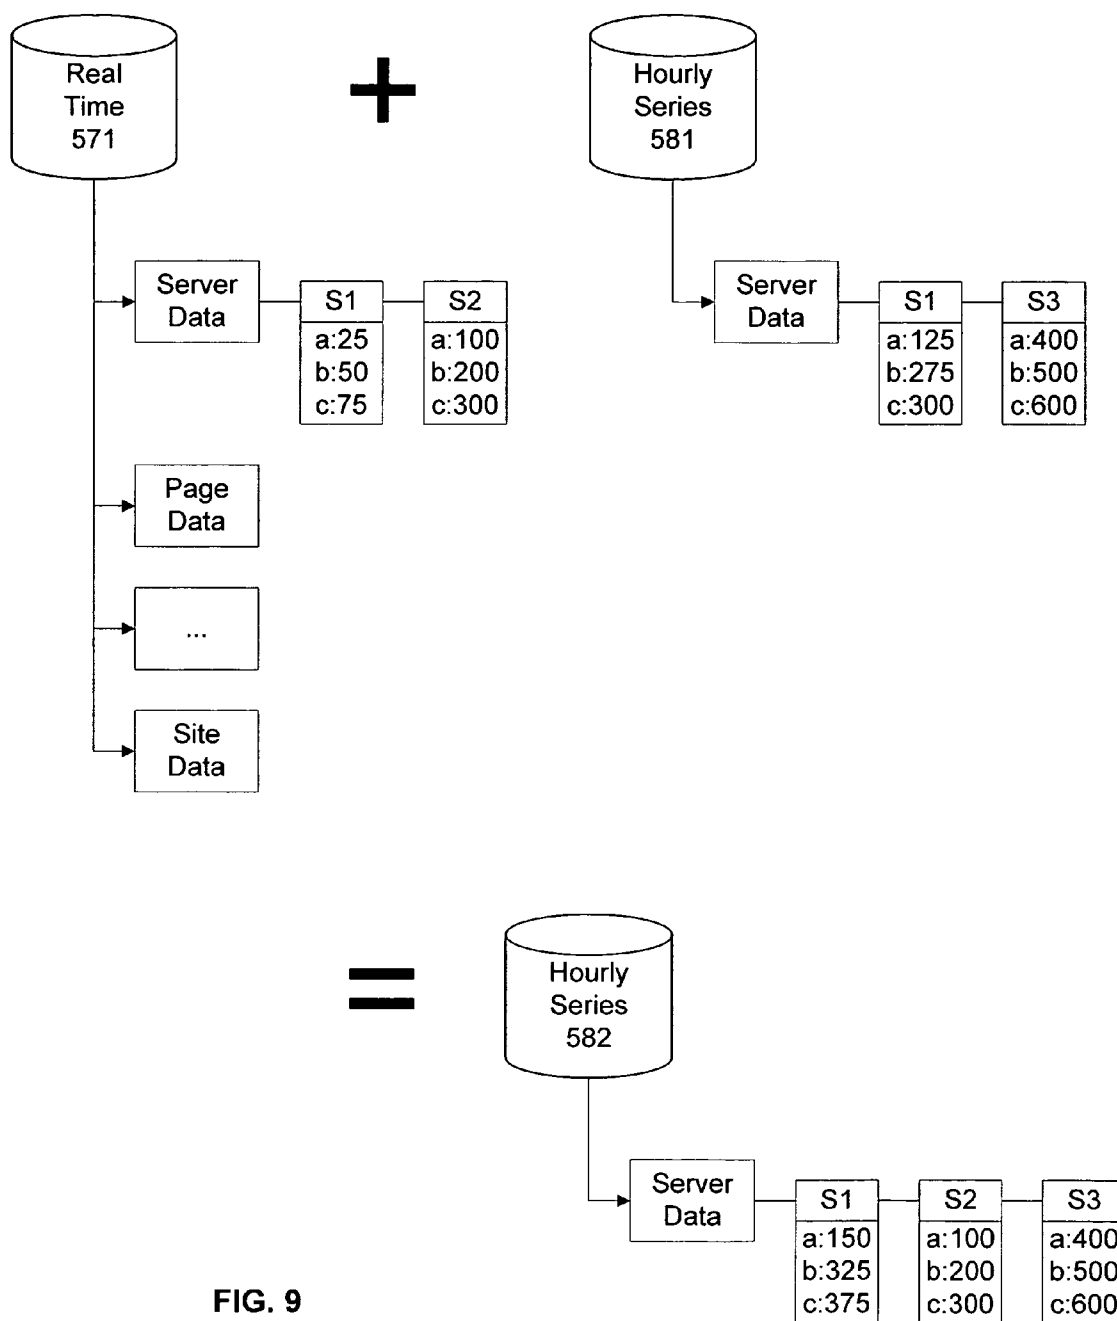 Real
Time
571
+
Hourly
Series
581
Server
Data
S1
a:25
b:50
c:75
S2
a:100
b:200
c:300
Server
Data
S1
a:125
b:275
c:300
S3
a:400
b:500
c:600
Page
Data
...
Site
Data
=
Hourly
Series
582
Server
Data
S1
a:150
b:325
c:375
S2
a:100
b:200
c:300
S3
a:400
b:500
c:600
FIG. 9